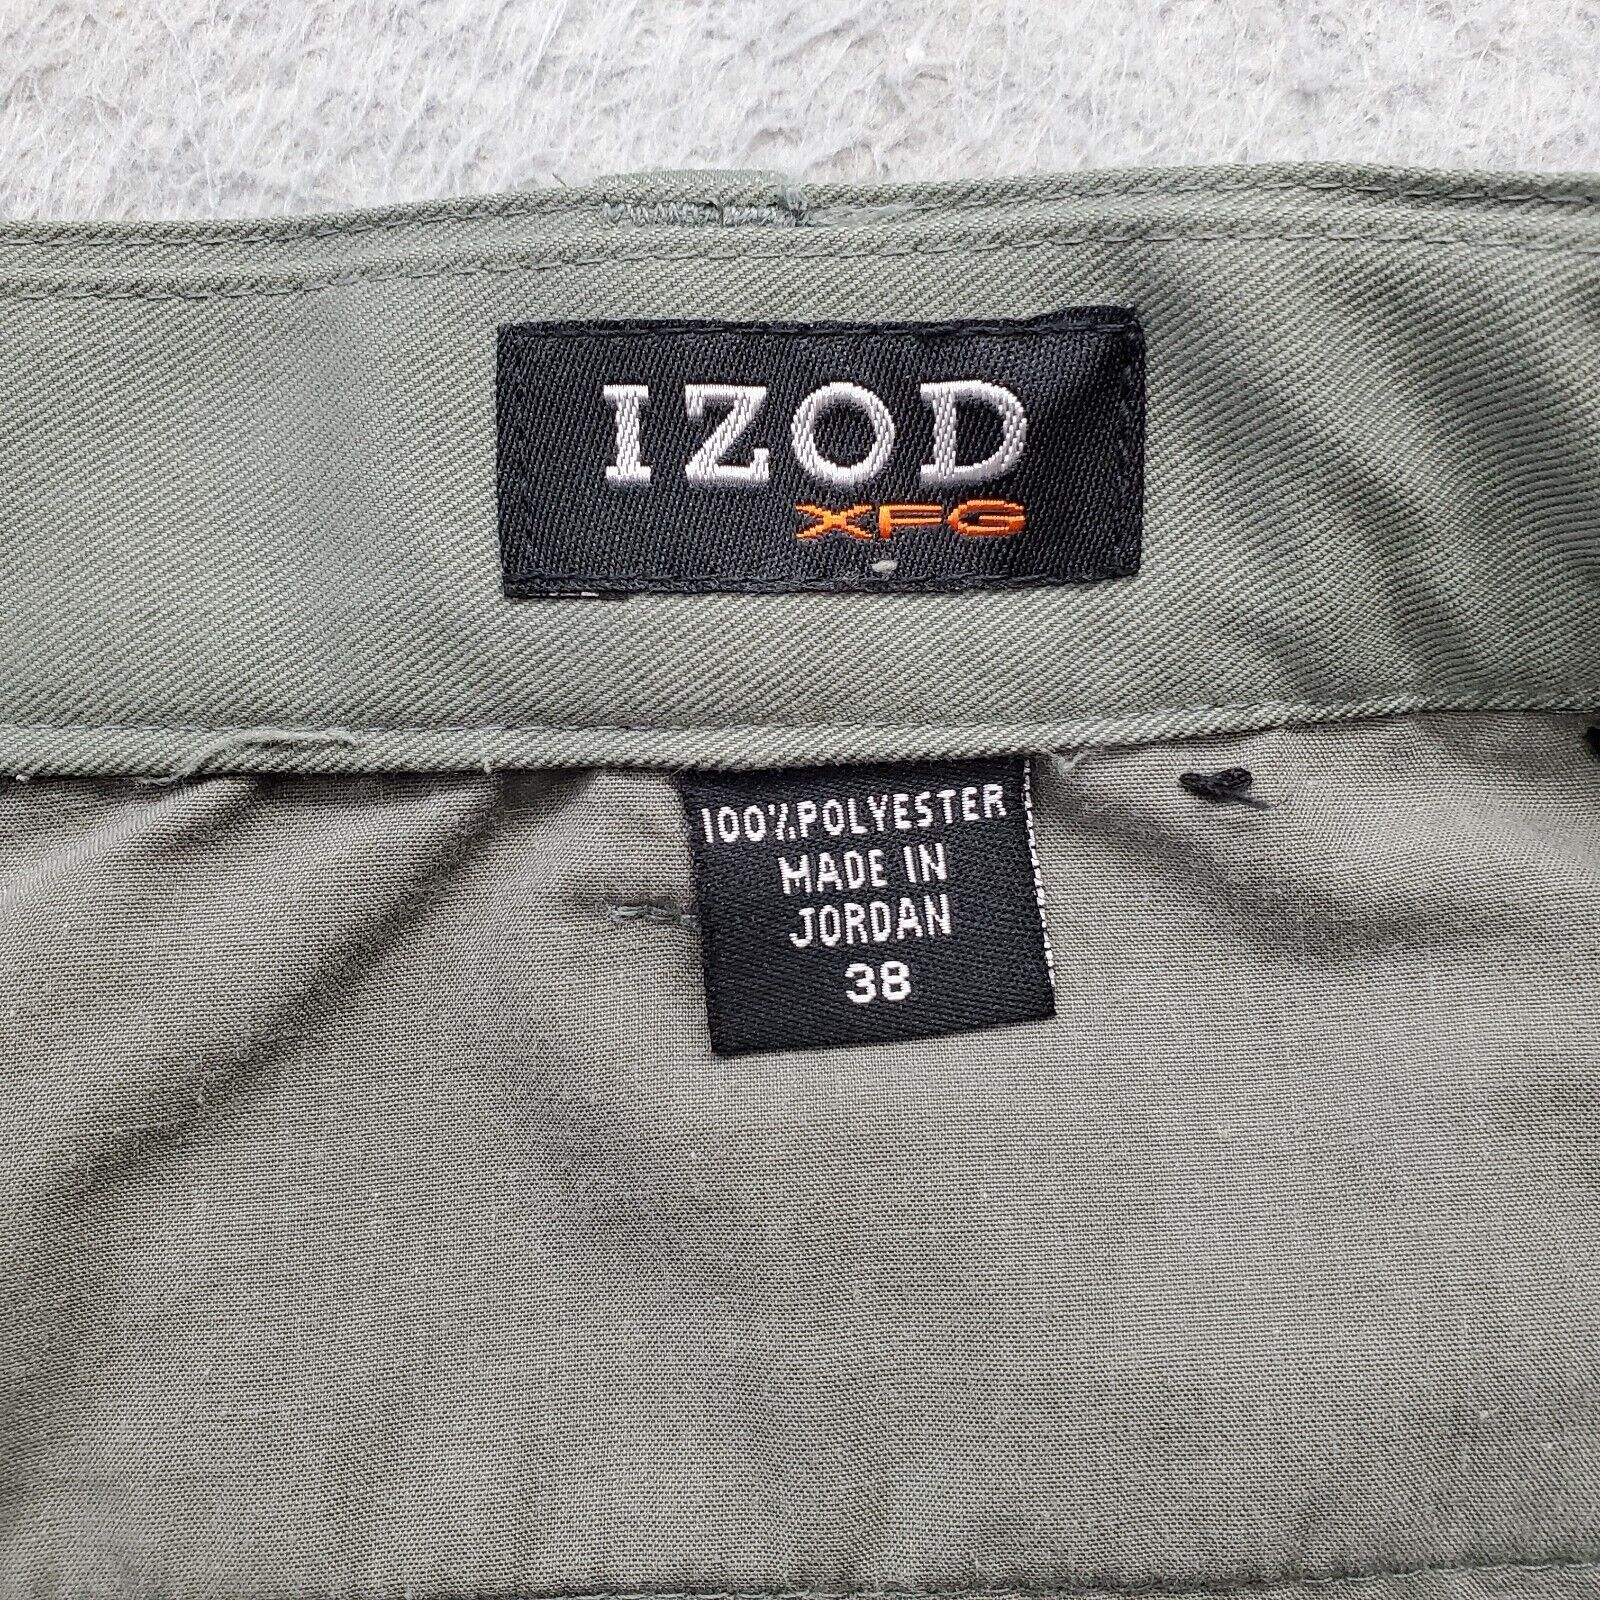 IZOD
XFG
100% POLYESTER
MADE IN
JORDAN
38